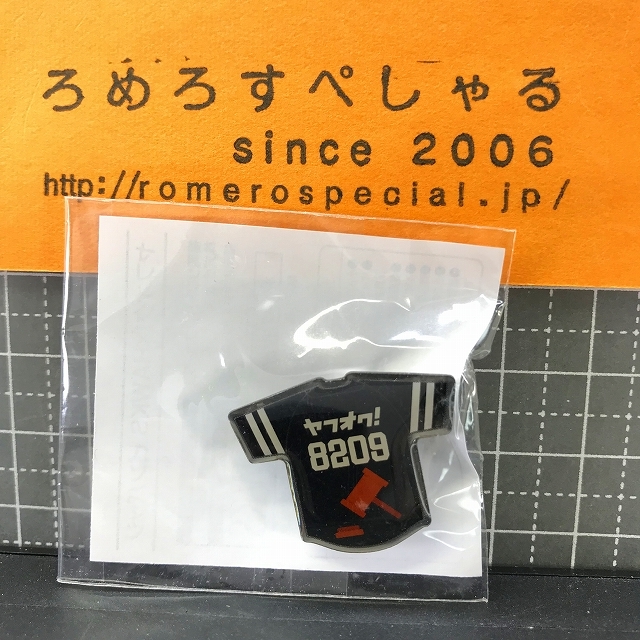 ろめろすぺしゃる
since 2006
http://romerospecial.jp/
ヤフオク!
8209